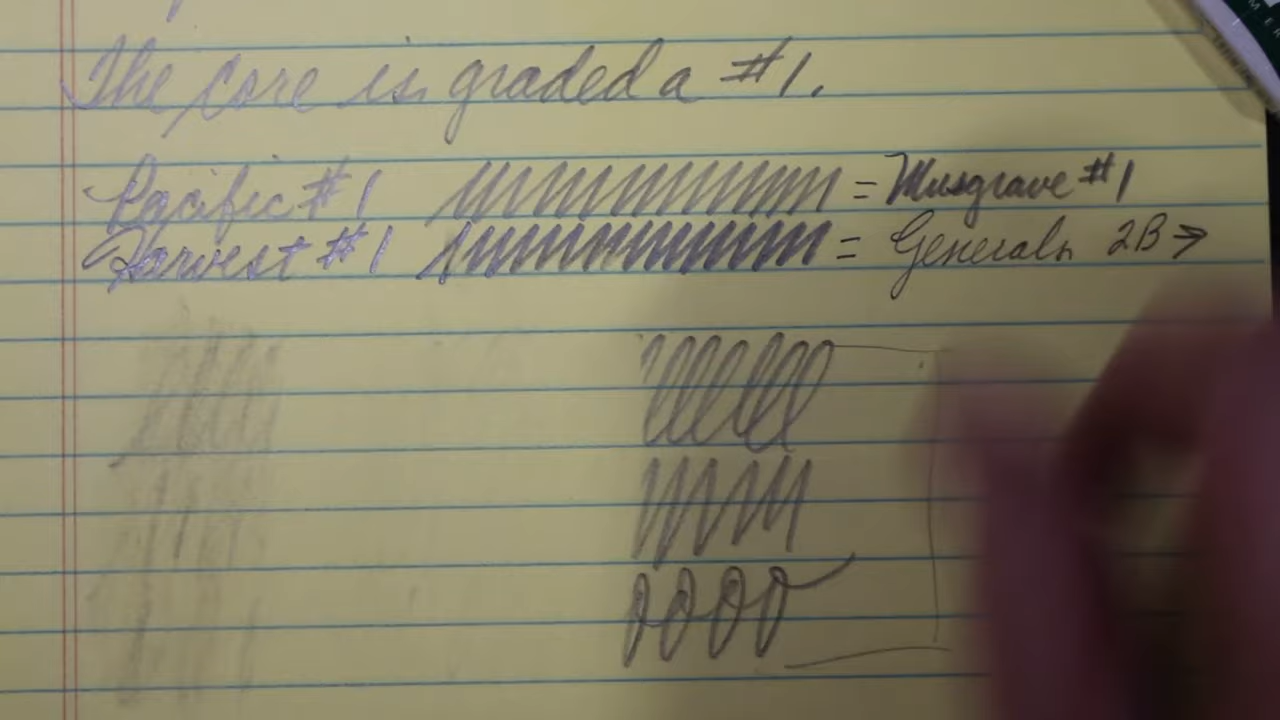 The core is graded a #1.
Pacific #1 = Musgrave #1
Harvest #1 = Generals 2B →